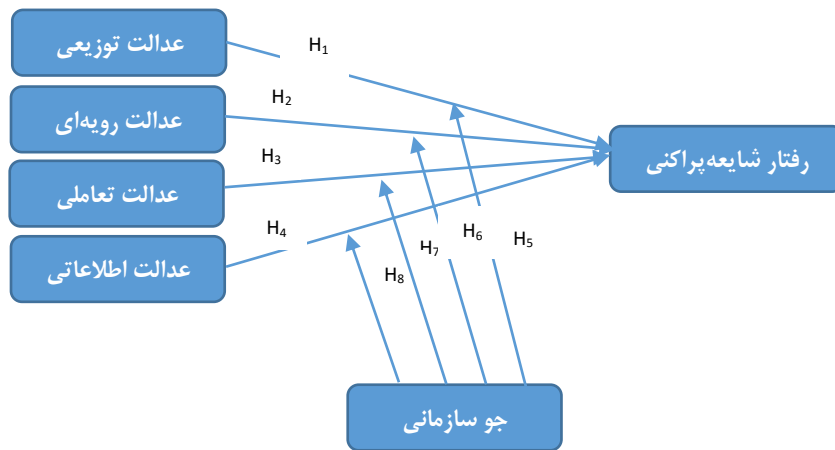 عدالت توزیعی
H₁
عدالت رویه‌ای
H₂
رفتار شایعه‌پراکنی
H₃
عدالت تعاملی
H₄
H₆
H₅
H₇
عدالت اطلاعاتی
H₈
جو سازمانی